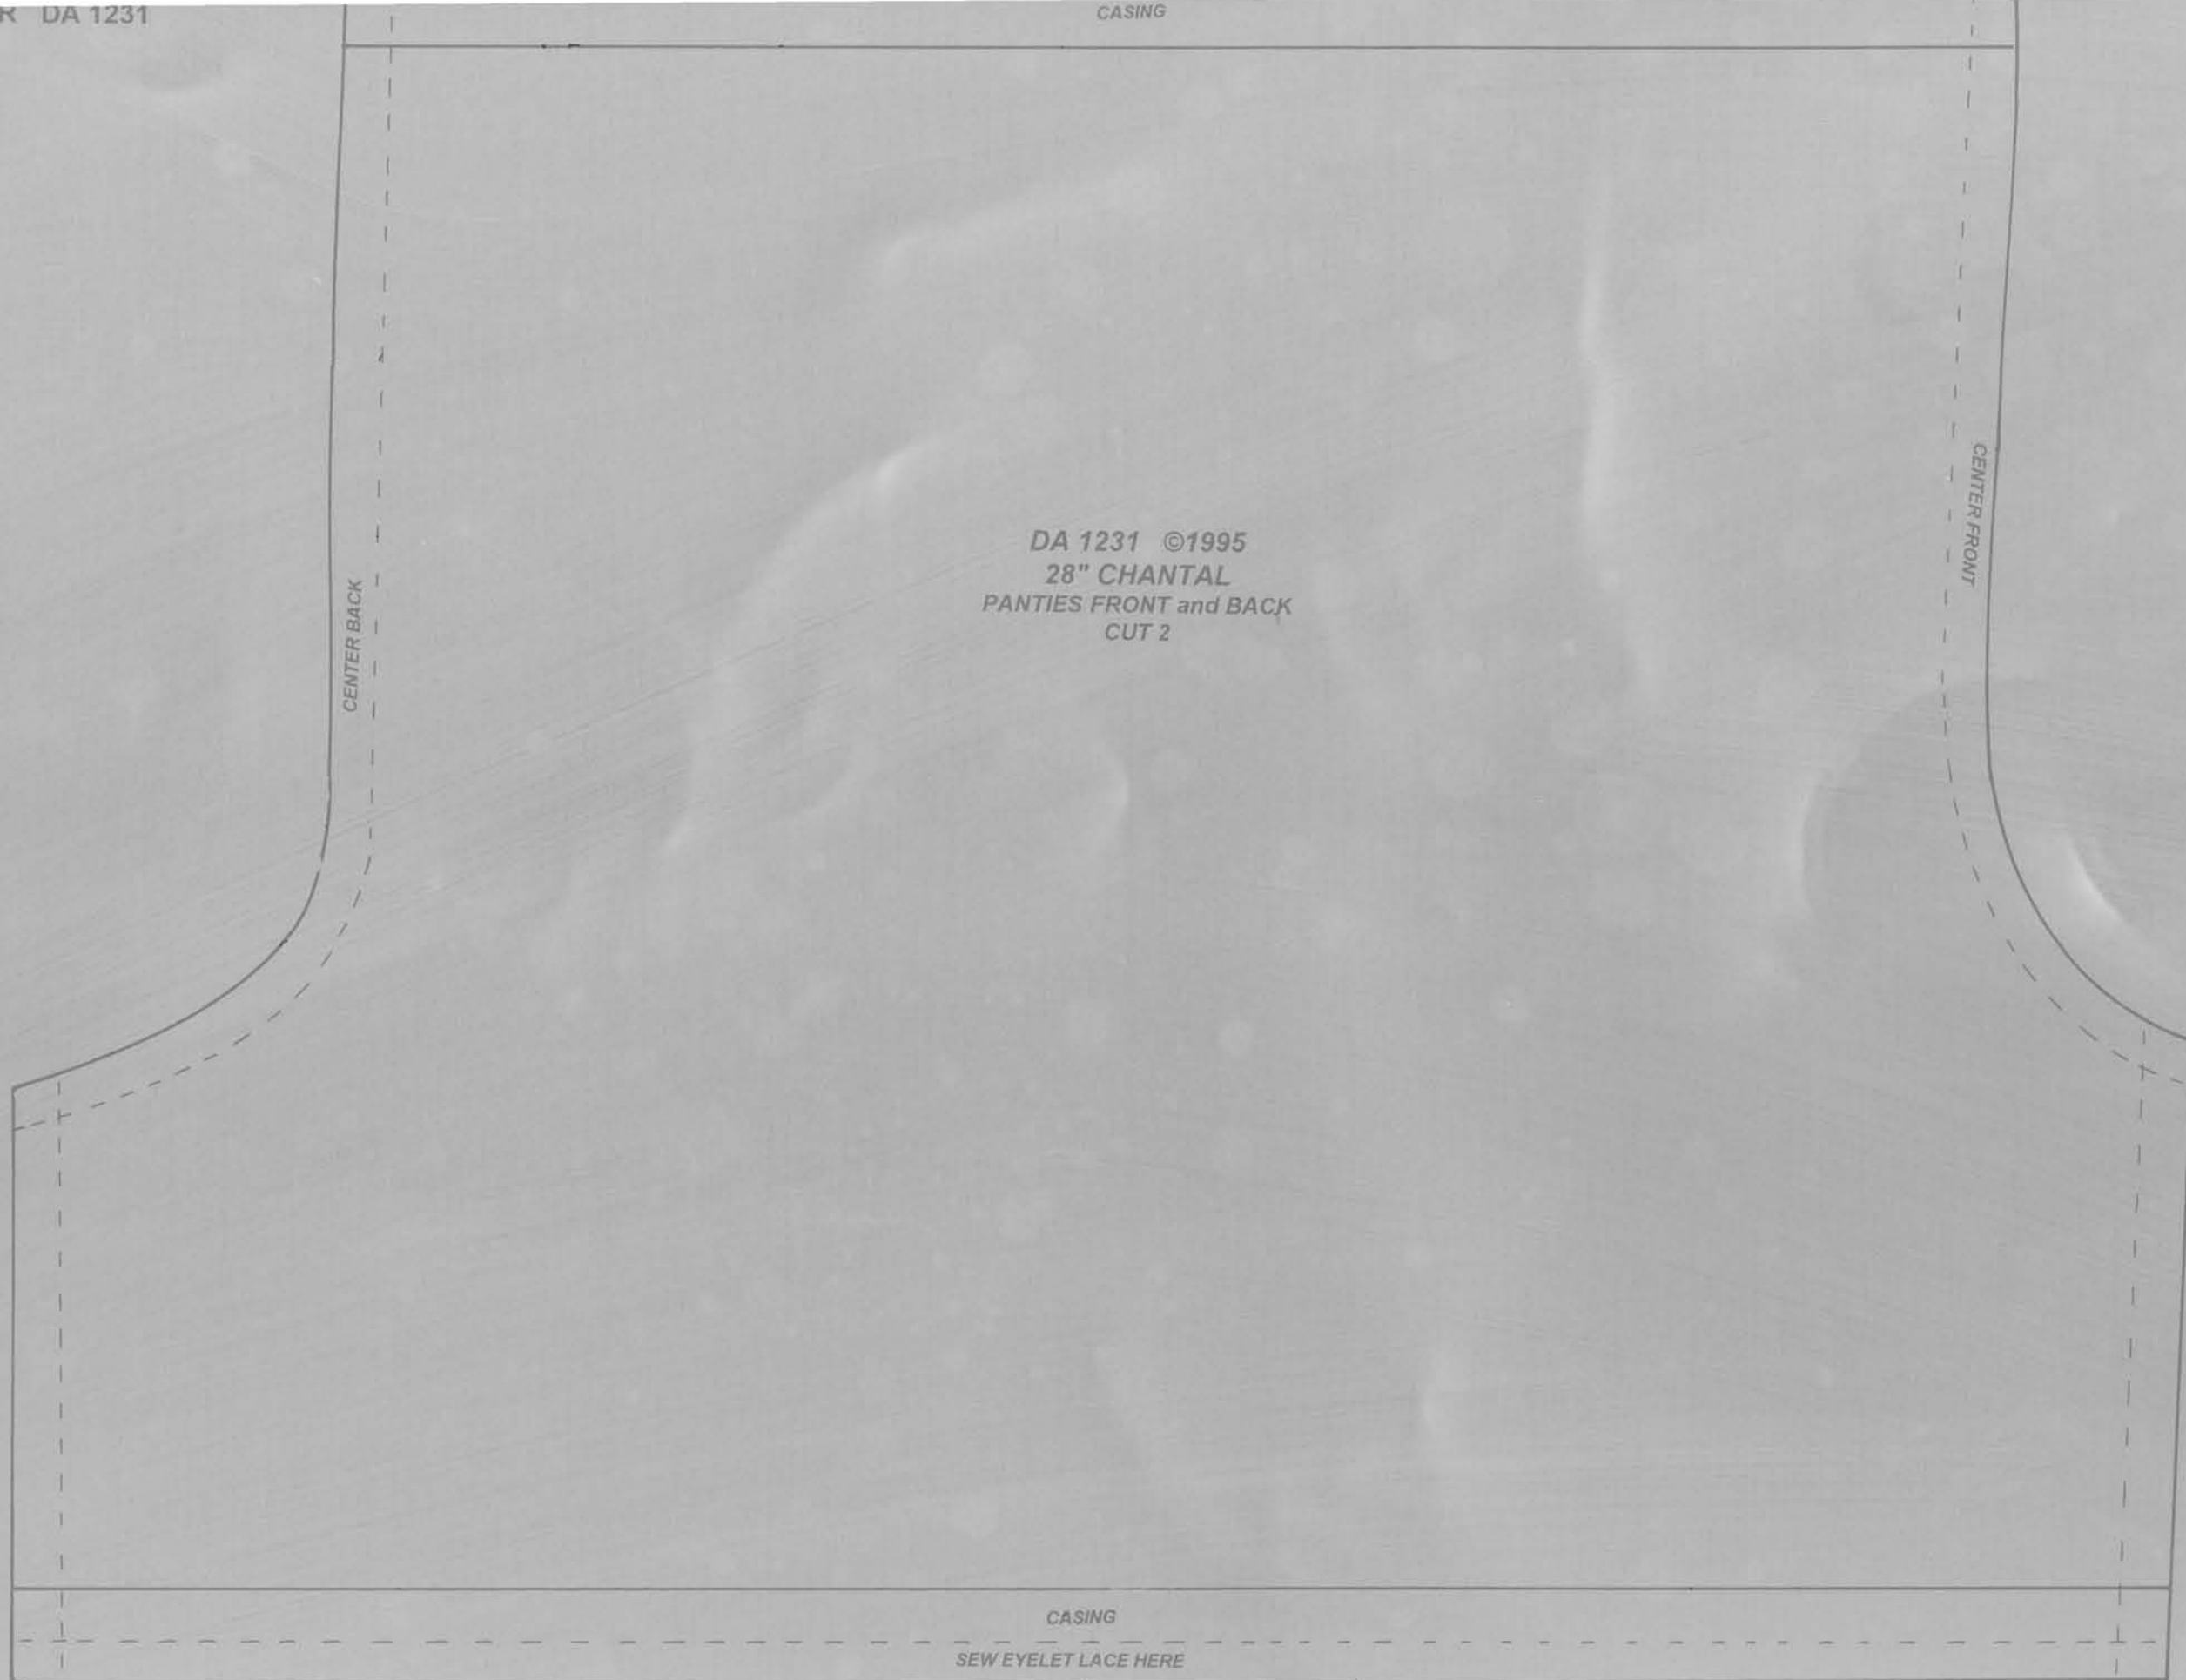 R DA 1231
CASING
CENTER BACK
CENTER FRONT
DA 1231 ©1995
28" CHANTAL
PANTIES FRONT and BACK
CUT 2
CASING
SEW EYELET LACE HERE